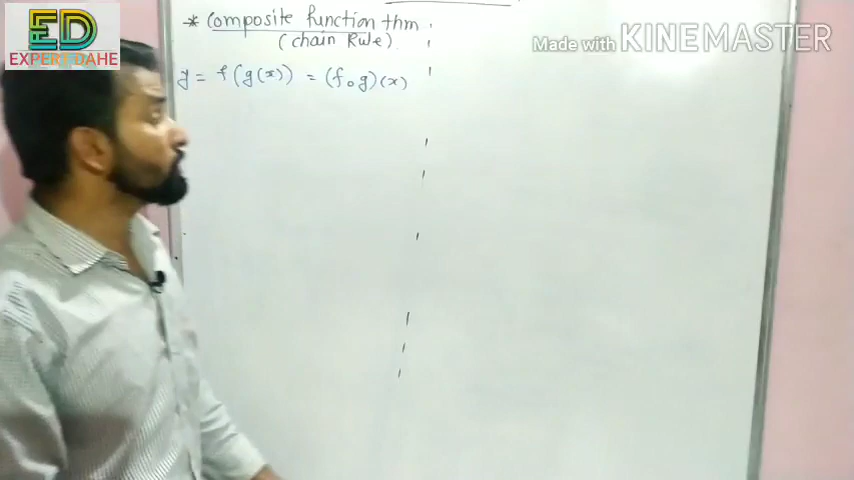 ED
EXPERT DAHE
Made with KINEMASTER
* composite function thm
(chain Rule)
y = f(g(x)) = (fog)(x)